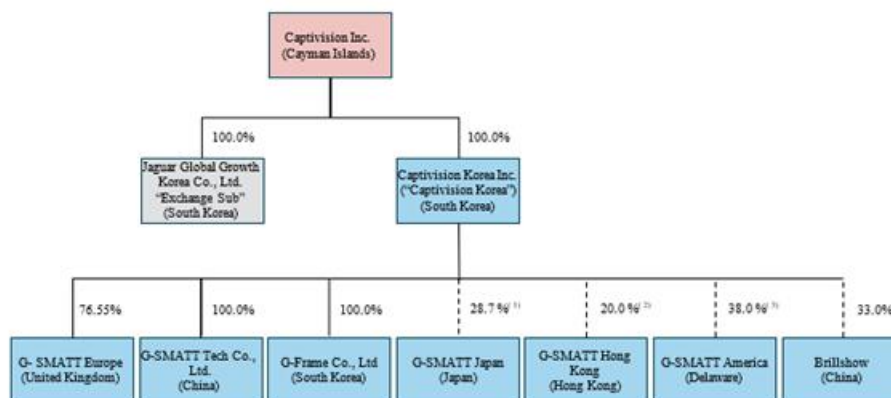 Captivision Inc.
(Cayman Islands)
100.0%
100.0%
Jaguar Global Growth
Korea Co., Ltd.
“Exchange Sub”
(South Korea)
Captivision Korea Inc.
(“Captivision Korea”)
(South Korea)
76.55%
100.0%
100.0%
28.7%(1)
20.0%(2)
38.0%(3)
33.0%
G- SMATT Europe
(United Kingdom)
G-SMATT Tech Co.,
Ltd.
(China)
G-Frame Co., Ltd
(South Korea)
G-SMATT Japan
(Japan)
G-SMATT Hong
Kong
(Hong Kong)
G-SMATT America
(Delaware)
Brillshow
(China)